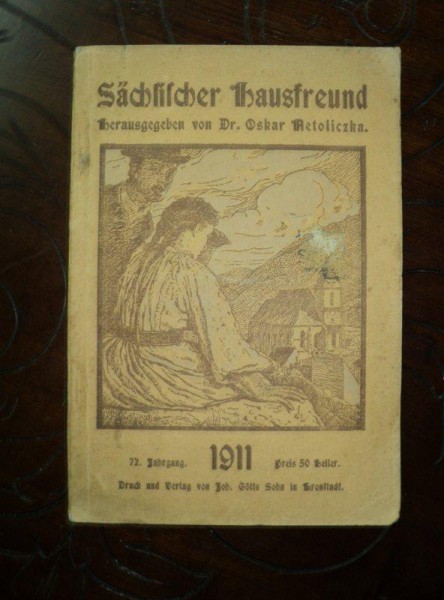 Sächsischer Hausfreund
Herausgegeben von Dr. Oskar Netoliczka.
72. Jahrgang. 1911 Preis 50 Heller.
Druck und Verlag von Joh. Götts Sohn in Kronstadt.